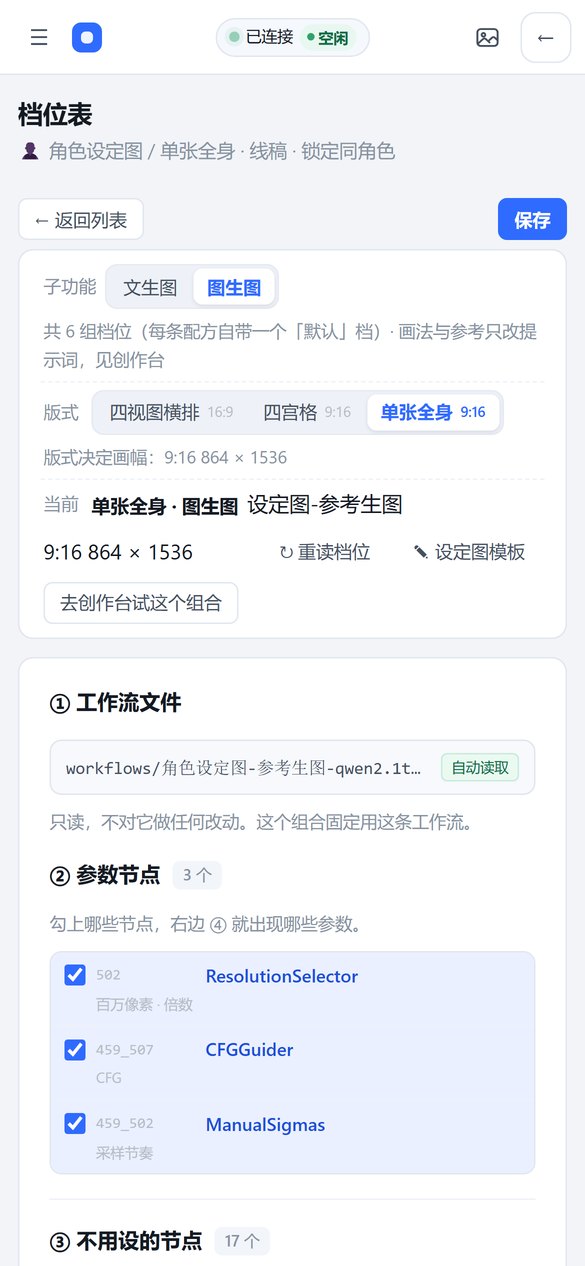 已连接 空闲
←
档位表
角色设定图 / 单张全身 · 线稿 · 锁定同角色
← 返回列表 保存
子功能 文生图 图生图
共 6 组档位（每条配方自带一个「默认」档）· 画法与参考只改提
示词，见创作台
版式 四视图横排 16:9 四宫格 9:16 单张全身 9:16
版式决定画幅：9:16 864 × 1536
当前 单张全身 · 图生图 设定图-参考生图
9:16 864 × 1536 ↻ 重读档位 ✎ 设定图模板
去创作台试这个组合
① 工作流文件
workflows/角色设定图-参考生图-qwen2.1t… 自动读取
只读，不对它做任何改动。这个组合固定用这条工作流。
② 参数节点 3 个
勾上哪些节点，右边 ④ 就出现哪些参数。
502 ResolutionSelector
百万像素 · 倍数
459_507 CFGGuider
CFG
459_502 ManualSigmas
采样节奏
③ 不用设的节点 17 个